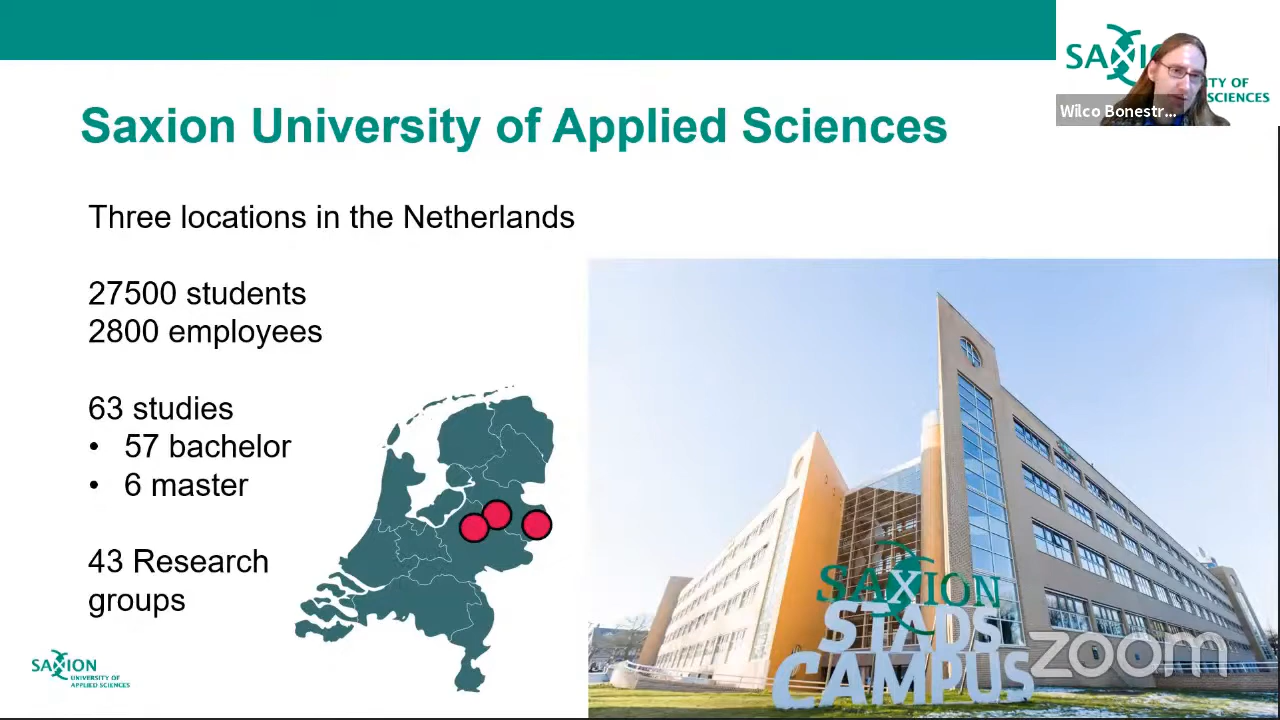 Saxion University of Applied Sciences
Wilco Bonestr...
Three locations in the Netherlands
27500 students
2800 employees
63 studies
• 57 bachelor
• 6 master
43 Research
groups
SAXION
UNIVERSITY OF
APPLIED SCIENCES
SAXION
STADS
CAMPUS
zoom